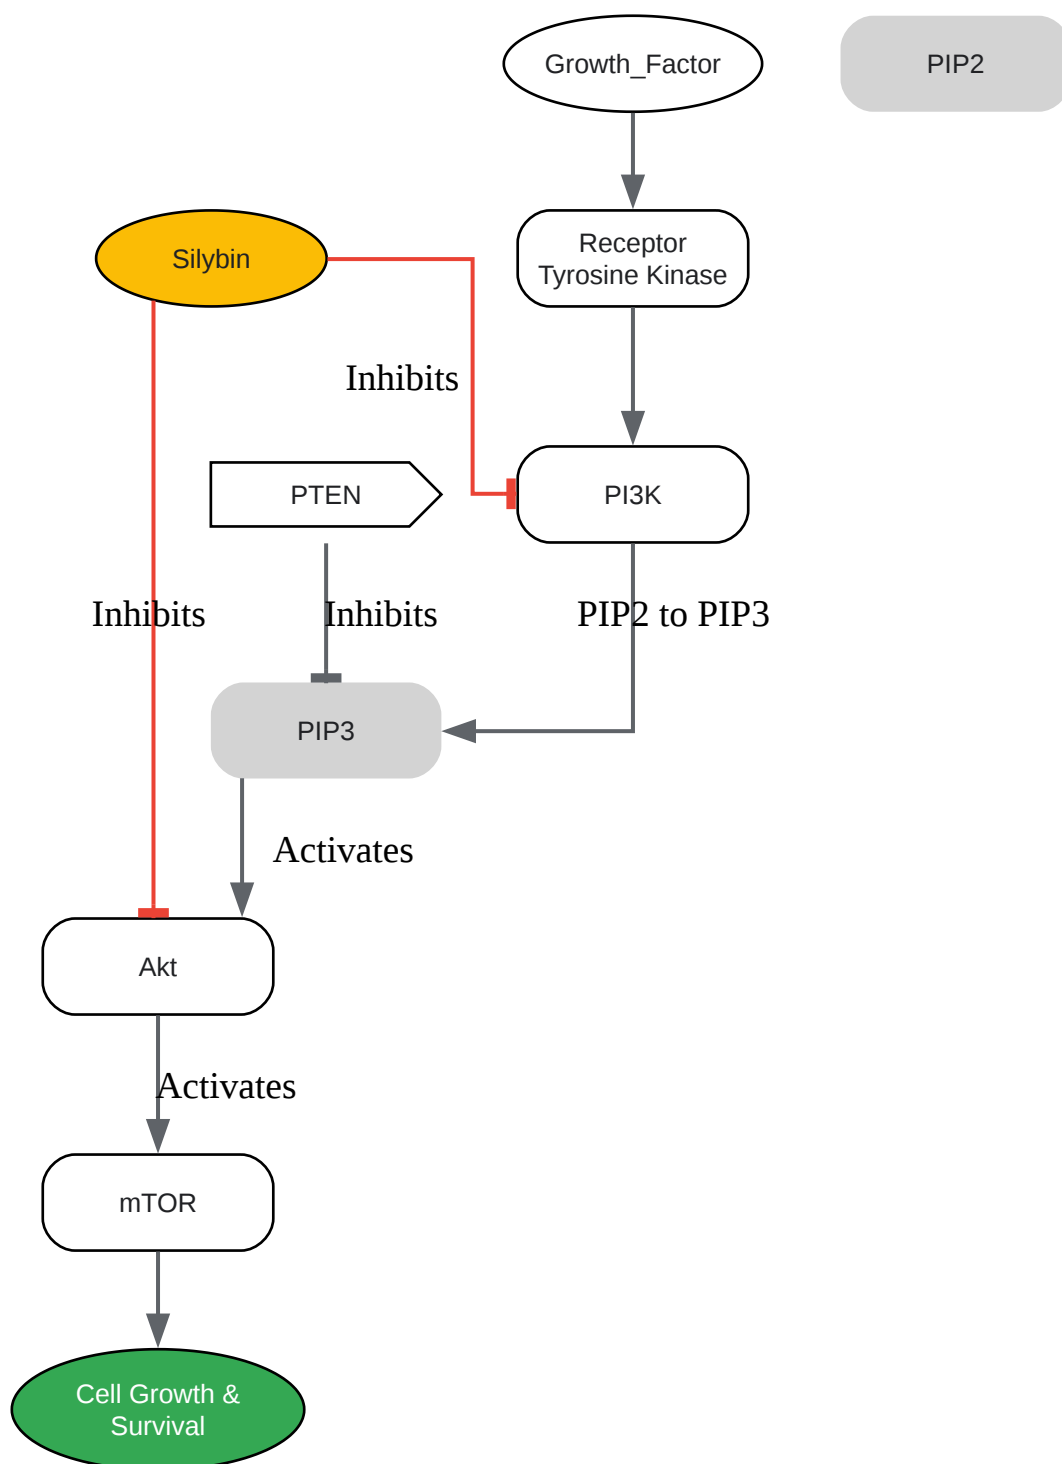 Growth_Factor
PIP2
Silybin
Receptor
Tyrosine Kinase
Inhibits
PTEN
PI3K
Inhibits
Inhibits
PIP2 to PIP3
PIP3
Activates
Akt
Activates
mTOR
Cell Growth &
Survival